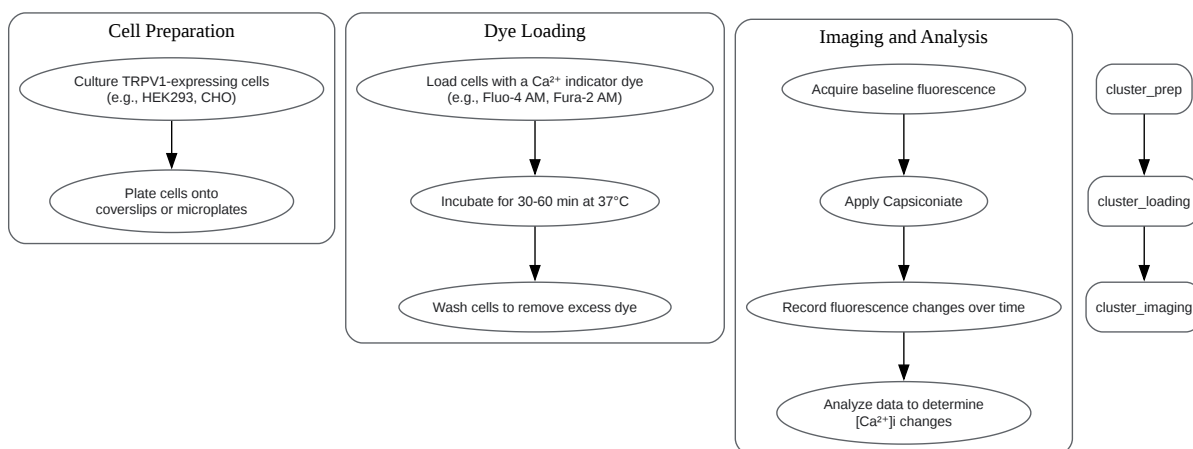 Cell Preparation
Culture TRPV1-expressing cells
(e.g., HEK293, CHO)
Plate cells onto
coverslips or microplates
Dye Loading
Load cells with a Ca²⁺ indicator dye
(e.g., Fluo-4 AM, Fura-2 AM)
Incubate for 30-60 min at 37°C
Wash cells to remove excess dye
Imaging and Analysis
Acquire baseline fluorescence
Apply Capsiconiate
Record fluorescence changes over time
Analyze data to determine
[Ca²⁺]i changes
cluster_prep
cluster_loading
cluster_imaging